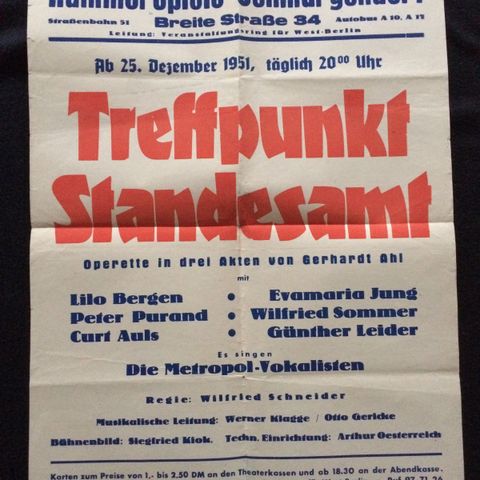 Straßenbahn 51 Breite Straße 34 Autobus A 10, A 17
Leitung: Veranstaltungsring für West-Berlin
Ab 25. Dezember 1951, täglich 20⁰⁰ Uhr
Treffpunkt
Standesamt
Operette in drei Akten von Gerhardt Ahl
mit
Lilo Bergen • Evamaria Jung
Peter Purand • Wilfried Sommer
Curt Auls • Günther Leider
Es singen
Die Metropol-Vokalisten
Regie: Wilfried Schneider
Musikalische Leitung: Werner Klagge / Otto Gericke
Bühnenbild: Siegfried Kiok. Techn. Einrichtung: Arthur Oesterreich
Karten zum Preise von 1,- bis 2,50 DM an den Theaterkassen und ab 18.30 an der Abendkasse.